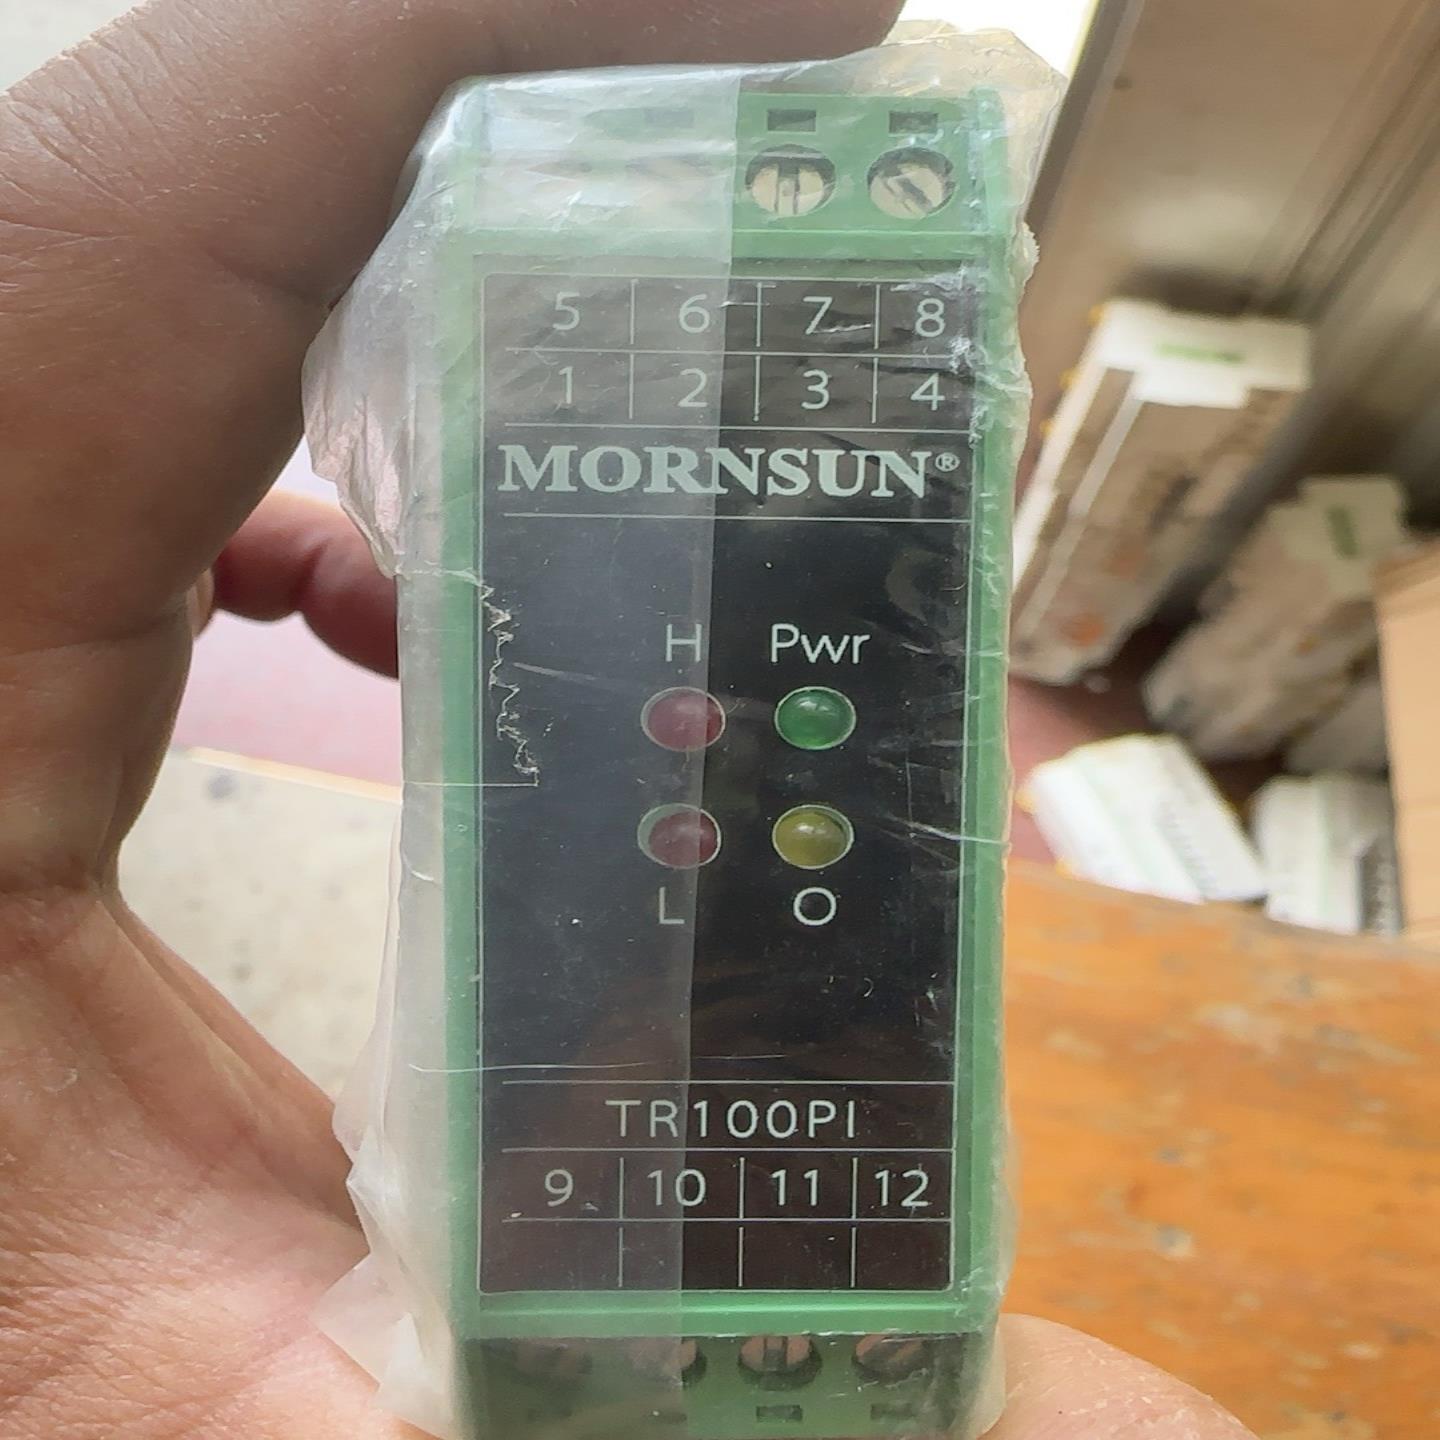 5 6 7 8
1 2 3 4
MORNSUN®
H Pwr
L O
TR100PI
9 10 11 12